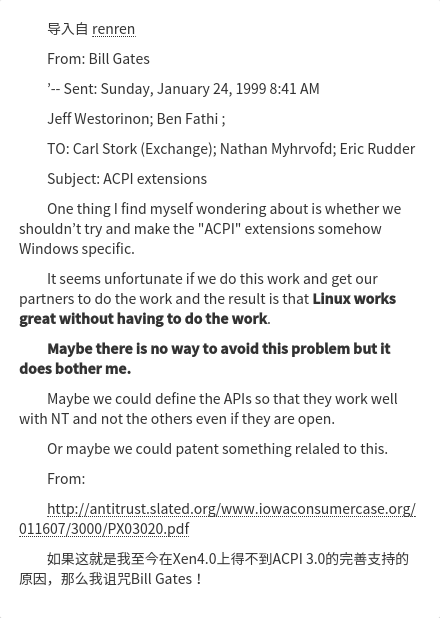 导入自 renren
From: Bill Gates
’-- Sent: Sunday, January 24, 1999 8:41 AM
Jeff Westorinon; Ben Fathi ;
TO: Carl Stork (Exchange); Nathan Myhrvofd; Eric Rudder
Subject: ACPI extensions
One thing I find myself wondering about is whether we
shouldn’t try and make the "ACPI" extensions somehow
Windows specific.
It seems unfortunate if we do this work and get our
partners to do the work and the result is that Linux works
great without having to do the work.
Maybe there is no way to avoid this problem but it
does bother me.
Maybe we could define the APIs so that they work well
with NT and not the others even if they are open.
Or maybe we could patent something relaled to this.
From:
http://antitrust.slated.org/www.iowaconsumercase.org/
011607/3000/PX03020.pdf
如果这就是我至今在Xen4.0上得不到ACPI 3.0的完善支持的
原因，那么我诅咒Bill Gates！